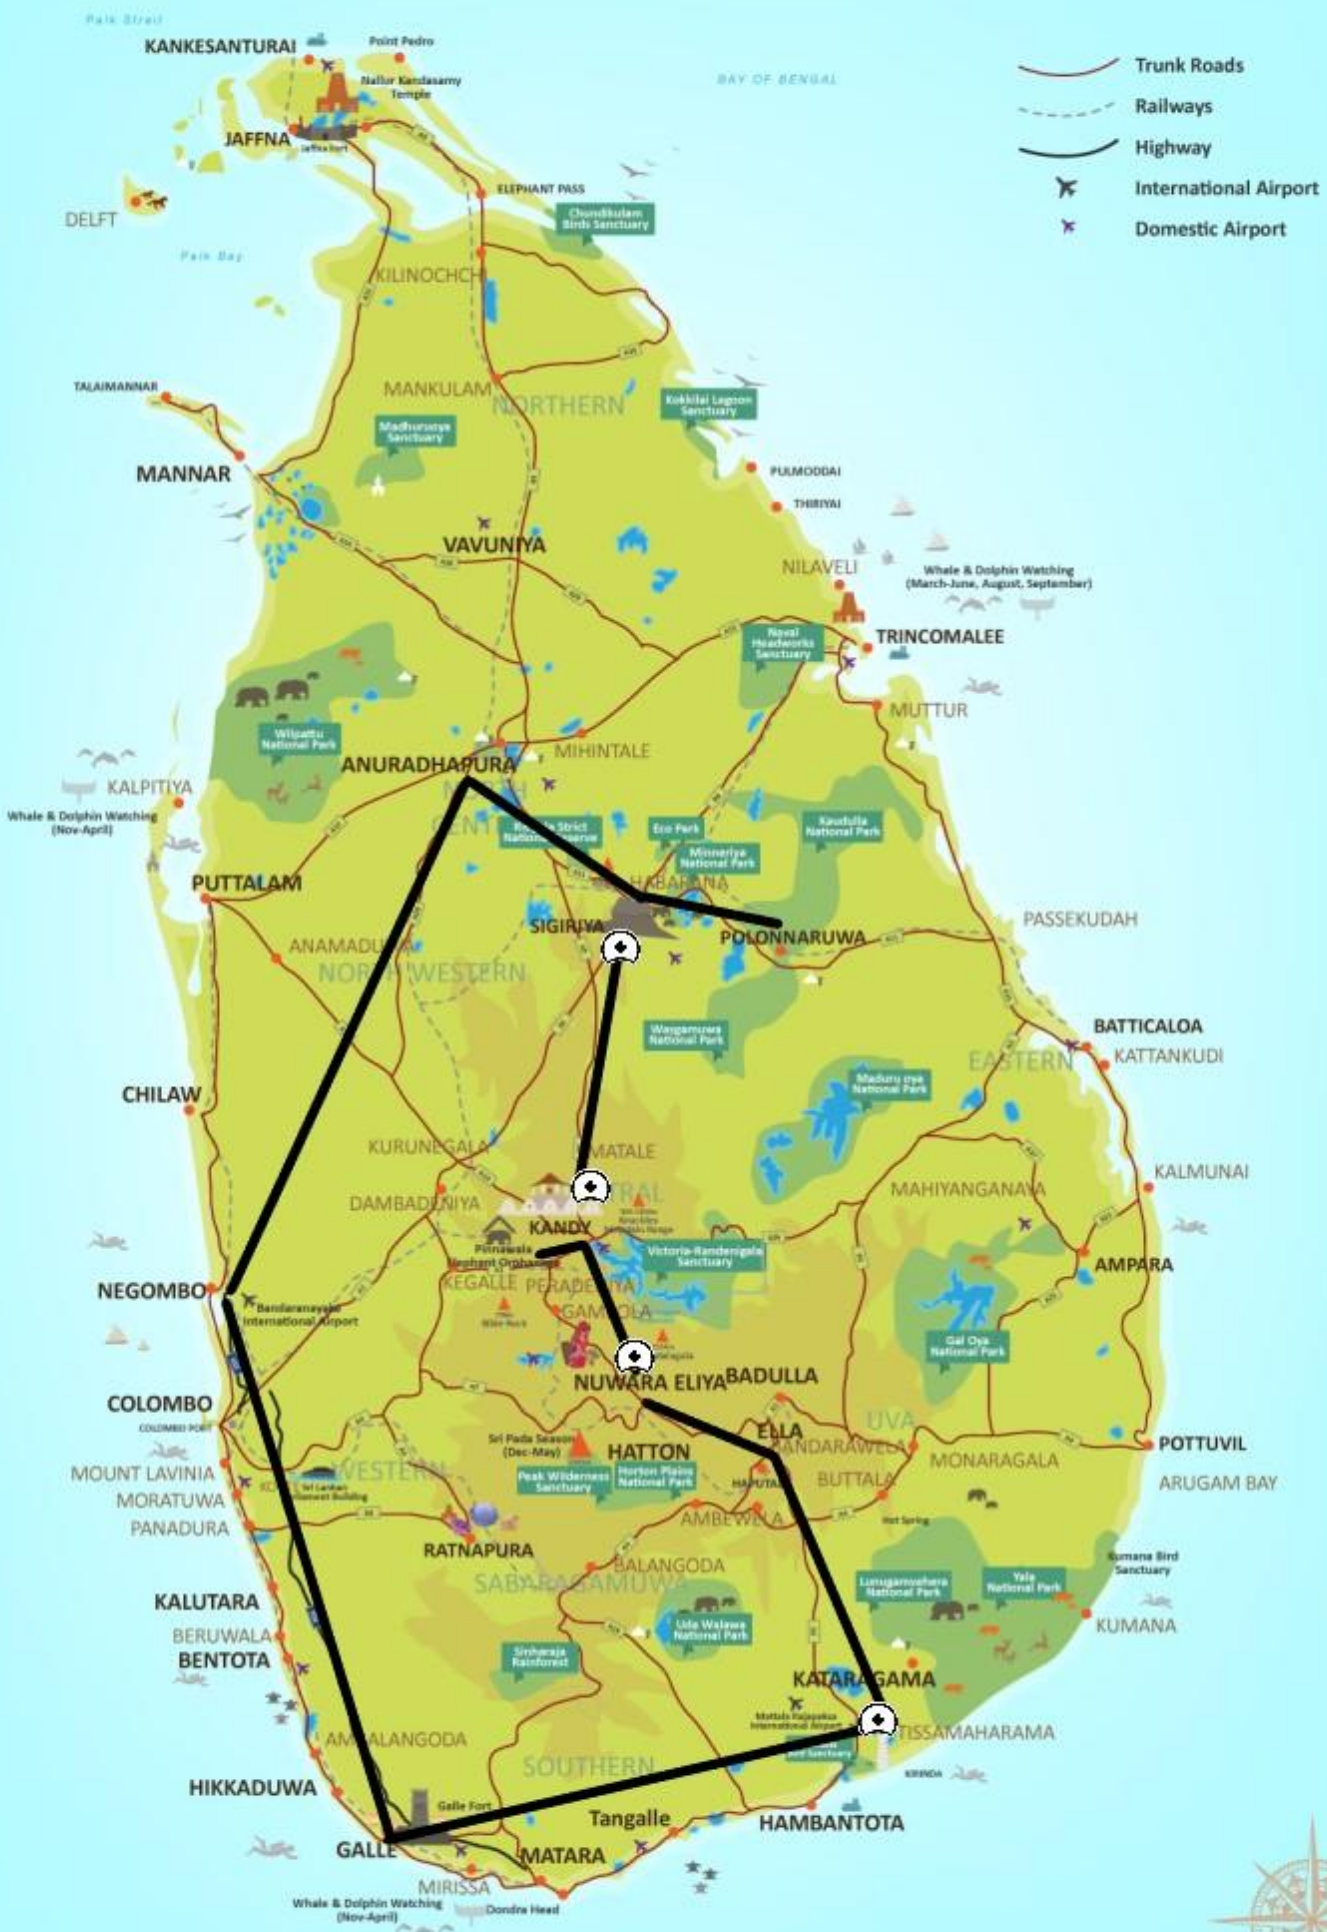 Palk Strait
KANKESANTURAI
Point Pedro
Nallur Kandasamy
Temple
BAY OF BENGAL
Trunk Roads
Railways
Highway
International Airport
Domestic Airport
JAFFNA
Jaffna Fort
ELEPHANT PASS
DELFT
Chundikulam
Birds Sanctuary
Palk Bay
KILINOCHCHI
TALAIMANNAR
MANKULAM
NORTHERN
Kokkilai Lagoon
Sanctuary
Madhuruoya
Sanctuary
MANNAR
PULMODDAI
THIRIYAI
VAVUNIYA
NILAVELI
Whale & Dolphin Watching
(March-June, August, September)
Naval
Headworks
Sanctuary
TRINCOMALEE
MUTTUR
Wilpattu
National Park
MIHINTALE
ANURADHAPURA
NORTH
KALPITIYA
Whale & Dolphin Watching
(Nov-April)
Strict
Eco Park
Kaudulla
National Park
Minneriya
National Park
PUTTALAM
HABARANA
SIGIRIYA
POLONNARUWA
PASSEKUDAH
NORTH WESTERN
Wasgamuwa
National Park
BATTICALOA
KATTANKUDI
EASTERN
Maduru oya
National Park
CHILAW
KURUNEGALA
MATALE
KALMUNAI
DAMBADENIYA
MAHIYANGANAYA
KANDY
Pinnawala
Elephant Orphanage
Victoria-Randenigala
Sanctuary
AMPARA
KEGALLE
PERADENIYA
NEGOMBO
Bandaranayake
International Airport
GAMPOLA
Gal Oya
National Park
NUWARA ELIYA
BADULLA
COLOMBO
COLOMBO PORT
UVA
Sri Pada Season
(Dec-May)
HATTON
ELLA
BANDARAWELA
MONARAGALA
POTTUVIL
MOUNT LAVINIA
WESTERN
Sri Lankan
Peak Wilderness
Sanctuary
Horton Plains
National Park
BUTTALA
ARUGAM BAY
MORATUWA
PANADURA
AMBEWELA
Hot Spring
RATNAPURA
BALANGODA
SABARAGAMUWA
Kumana Bird
Sanctuary
Lunugamvehera
National Park
Yala
National Park
KALUTARA
Uda Walawa
National Park
KUMANA
BERUWALA
BENTOTA
Sinharaja
Rainforest
KATARAGAMA
Mattala Rajapaksa
International Airport
TISSAMAHARAMA
SOUTHERN
KIRINDA
HIKKADUWA
Galle Fort
Tangalle
HAMBANTOTA
GALLE
MATARA
MIRISSA
Whale & Dolphin Watching
(Nov-April)
Dondra Head